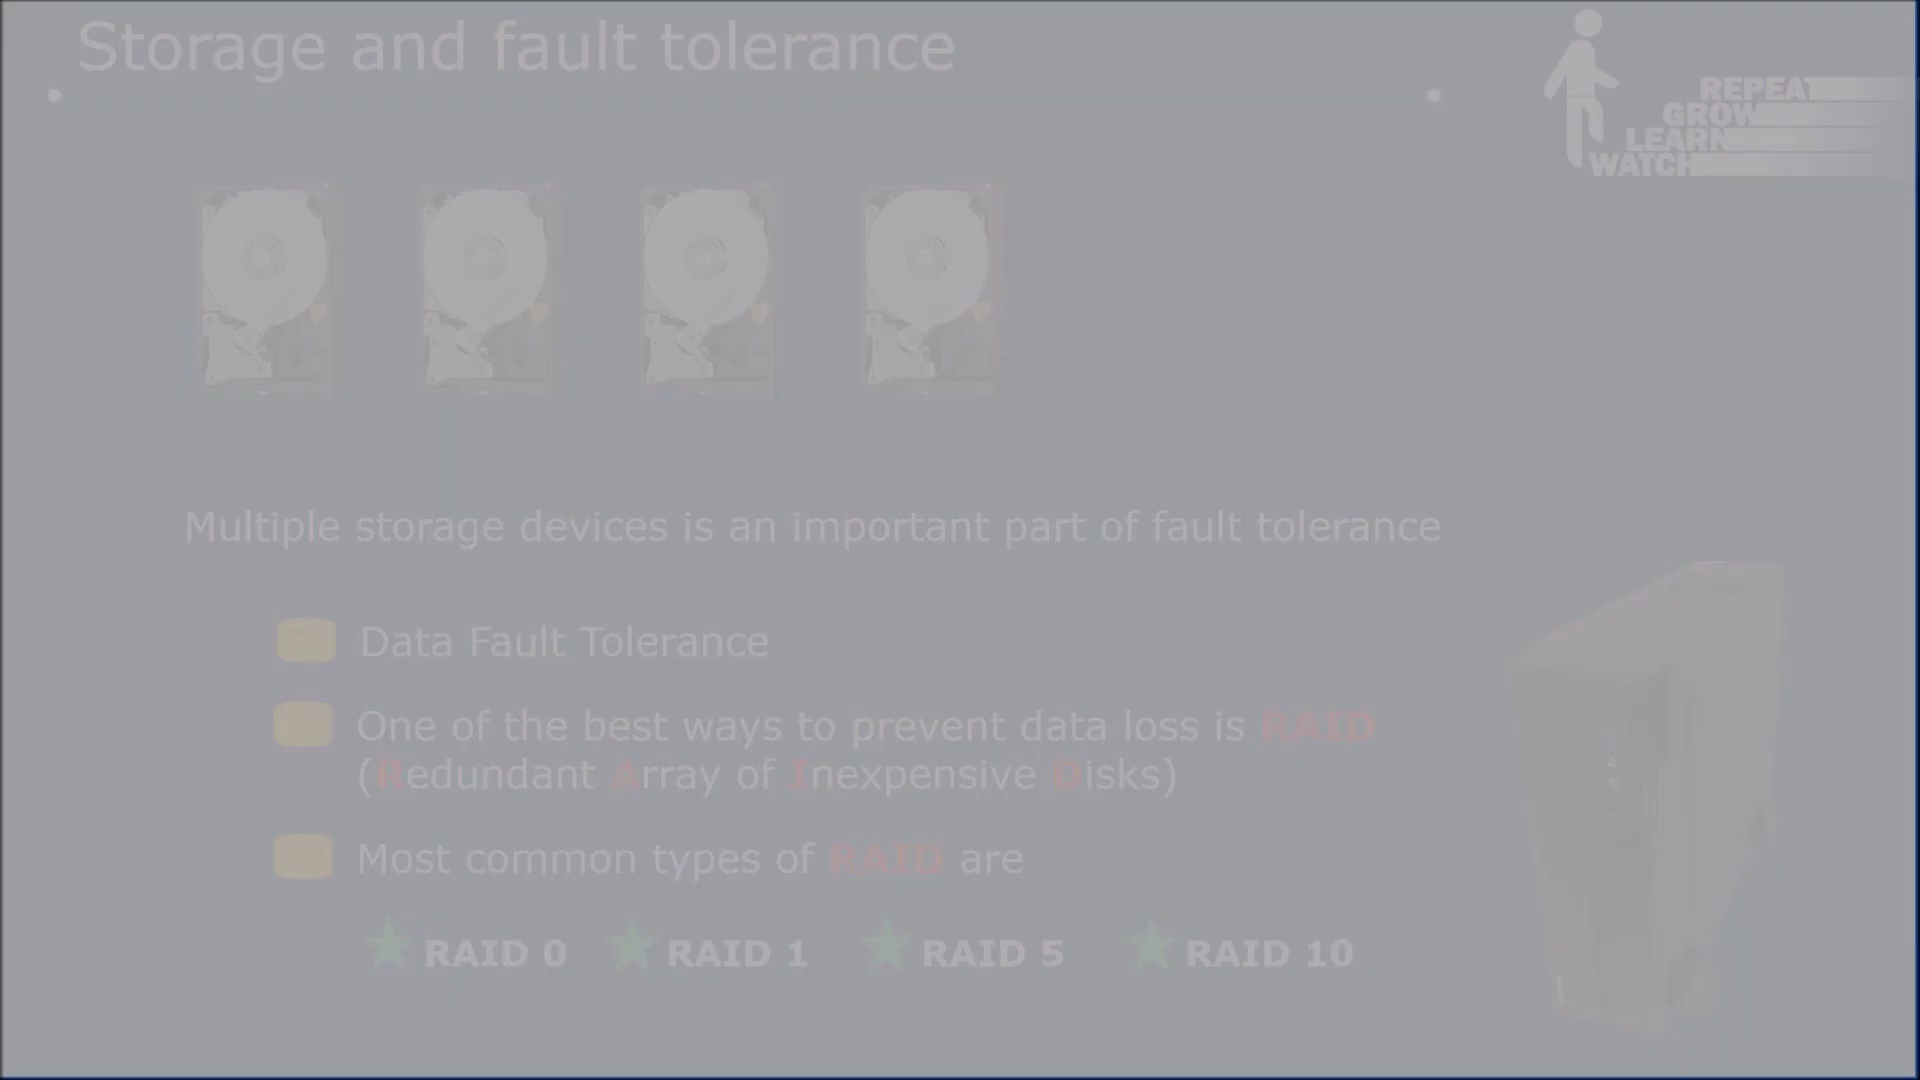 Storage and fault tolerance
REPEAT
GROW
LEARN
WATCH
Multiple storage devices is an important part of fault tolerance
Data Fault Tolerance
One of the best ways to prevent data loss is RAID
(Redundant Array of Inexpensive Disks)
Most common types of RAID are
RAID 0 RAID 1 RAID 5 RAID 10